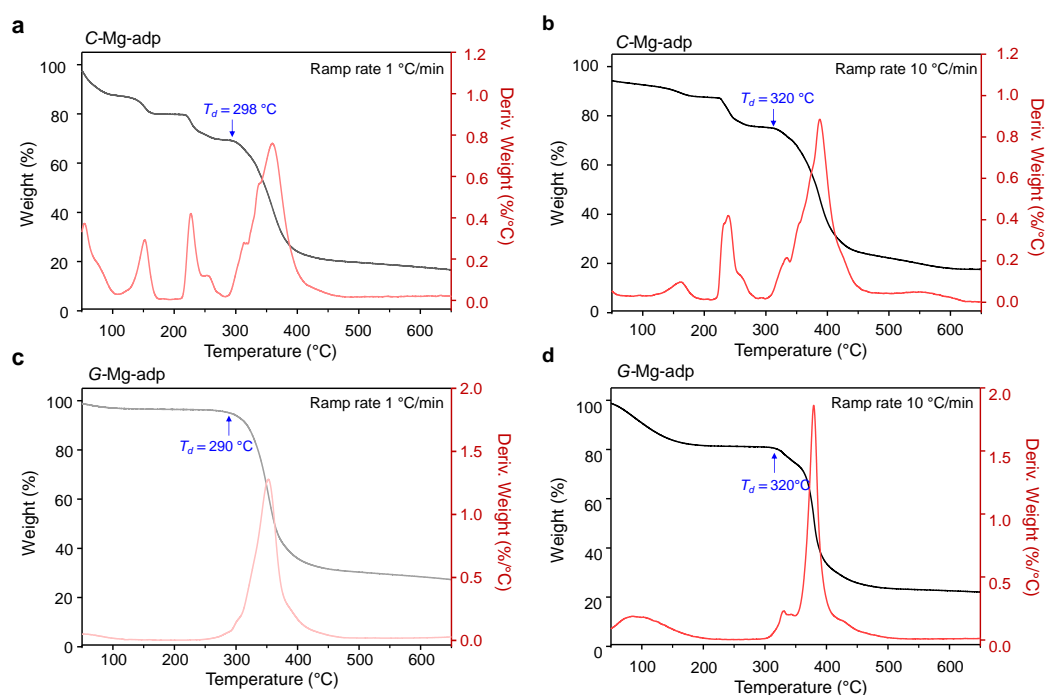 a
C-Mg-adp
Ramp rate 1 °C/min
T_d = 298 °C
Weight (%)
100
80
60
40
20
0
100 200 300 400 500 600
Temperature (°C)
1.2
1.0
0.8
0.6
0.4
0.2
0.0
Deriv. Weight (%/°C)
b
C-Mg-adp
Ramp rate 10 °C/min
T_d = 320 °C
Weight (%)
100
80
60
40
20
0
100 200 300 400 500 600
Temperature (°C)
1.2
1.0
0.8
0.6
0.4
0.2
0.0
Deriv. Weight (%/°C)
c
G-Mg-adp
Ramp rate 1 °C/min
T_d = 290 °C
Weight (%)
100
80
60
40
20
0
100 200 300 400 500 600
Temperature (°C)
2.0
1.5
1.0
0.5
0.0
Deriv. Weight (%/°C)
d
G-Mg-adp
Ramp rate 10 °C/min
T_d = 320°C
Weight (%)
100
80
60
40
20
0
100 200 300 400 500 600
Temperature (°C)
2.0
1.5
1.0
0.5
0.0
Deriv. Weight (%/°C)